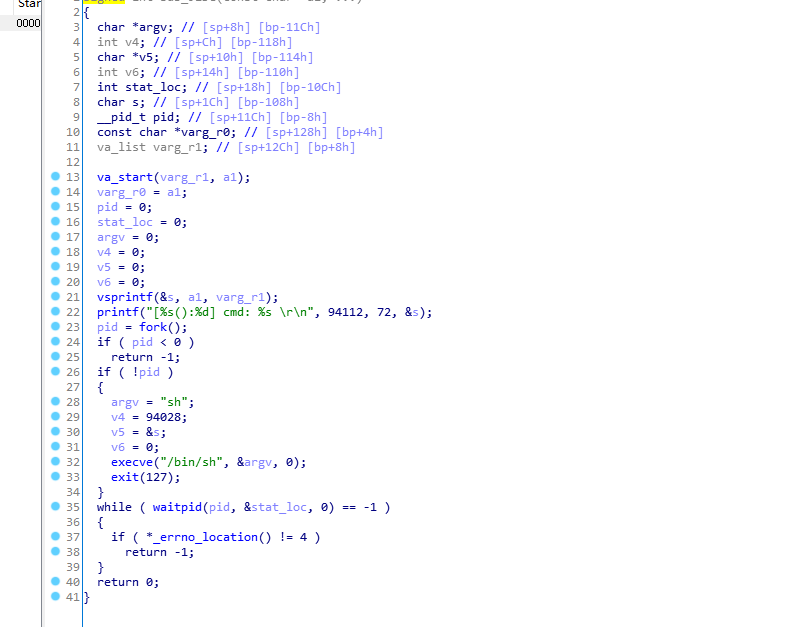 Star
0000
2 {
3 char *argv; // [sp+8h] [bp-11Ch]
4 int v4; // [sp+Ch] [bp-118h]
5 char *v5; // [sp+10h] [bp-114h]
6 int v6; // [sp+14h] [bp-110h]
7 int stat_loc; // [sp+18h] [bp-10Ch]
8 char s; // [sp+1Ch] [bp-108h]
9 __pid_t pid; // [sp+11Ch] [bp-8h]
10 const char *varg_r0; // [sp+128h] [bp+4h]
11 va_list varg_r1; // [sp+12Ch] [bp+8h]
12
13 va_start(varg_r1, a1);
14 varg_r0 = a1;
15 pid = 0;
16 stat_loc = 0;
17 argv = 0;
18 v4 = 0;
19 v5 = 0;
20 v6 = 0;
21 vsprintf(&s, a1, varg_r1);
22 printf("[%s():%d] cmd: %s \r\n", 94112, 72, &s);
23 pid = fork();
24 if ( pid < 0 )
25 return -1;
26 if ( !pid )
27 {
28 argv = "sh";
29 v4 = 94028;
30 v5 = &s;
31 v6 = 0;
32 execve("/bin/sh", &argv, 0);
33 exit(127);
34 }
35 while ( waitpid(pid, &stat_loc, 0) == -1 )
36 {
37 if ( *_errno_location() != 4 )
38 return -1;
39 }
40 return 0;
41 }